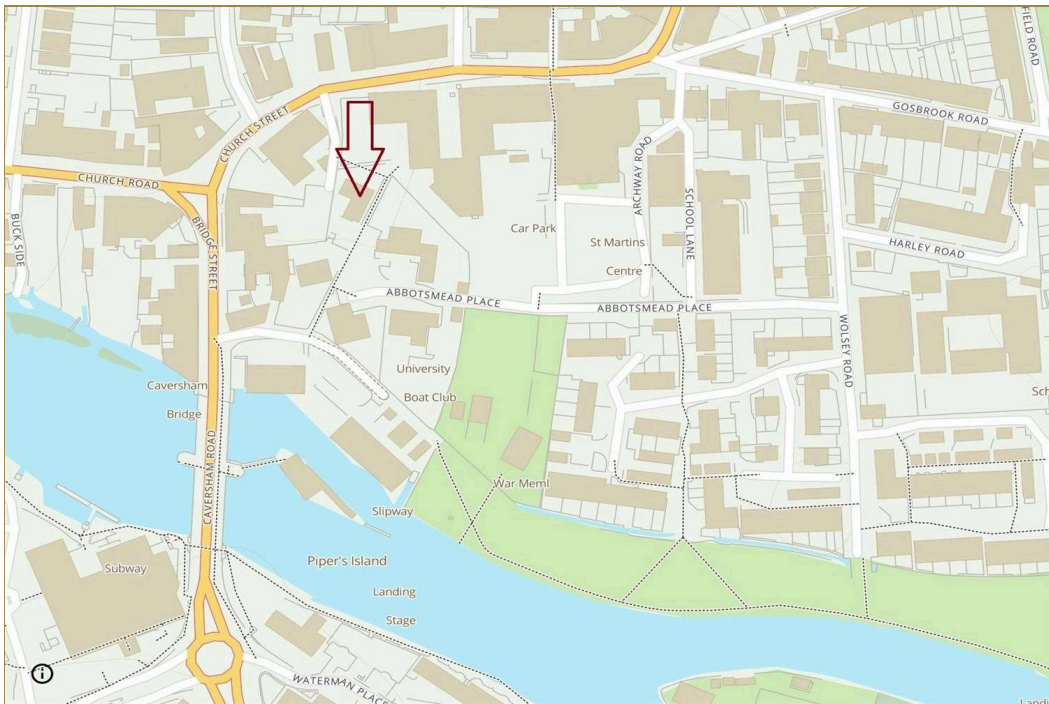 FIELD ROAD
GOSBROOK ROAD
CHURCH STREET
ARCHWAY ROAD
CHURCH ROAD
SCHOOL LANE
BUCK SIDE
BRIDGE STREET
Car Park
St Martins
Centre
HARLEY ROAD
ABBOTSMEAD PLACE
ABBOTSMEAD PLACE
WOLSEY ROAD
University
Boat Club
Caversham
Bridge
Sch
CAVERSHAM ROAD
War Meml
Slipway
Piper's Island
Subway
Landing
Stage
WATERMAN PLACE
Landi